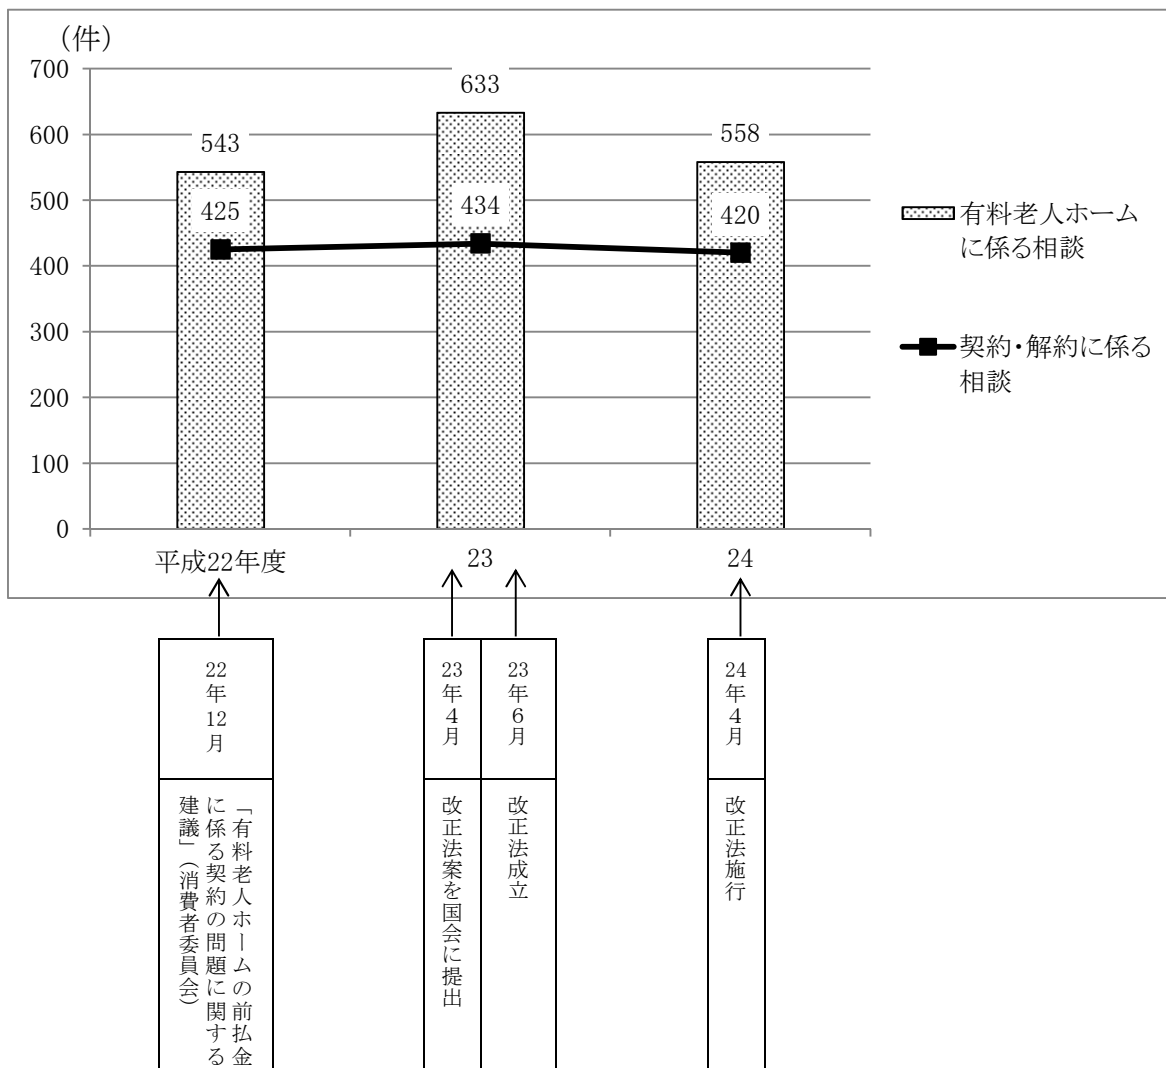 （件）
700
600
500
400
300
200
100
0
543
633
558
425
434
420
平成22年度
23
24
有料老人ホーム
に係る相談
契約・解約に係る
相談
22年12月
「有料老人ホームの前払金
に係る契約の問題に関する
建議」（消費者委員会）
23年４月
改正法案を国会に提出
23年６月
改正法成立
24年４月
改正法施行